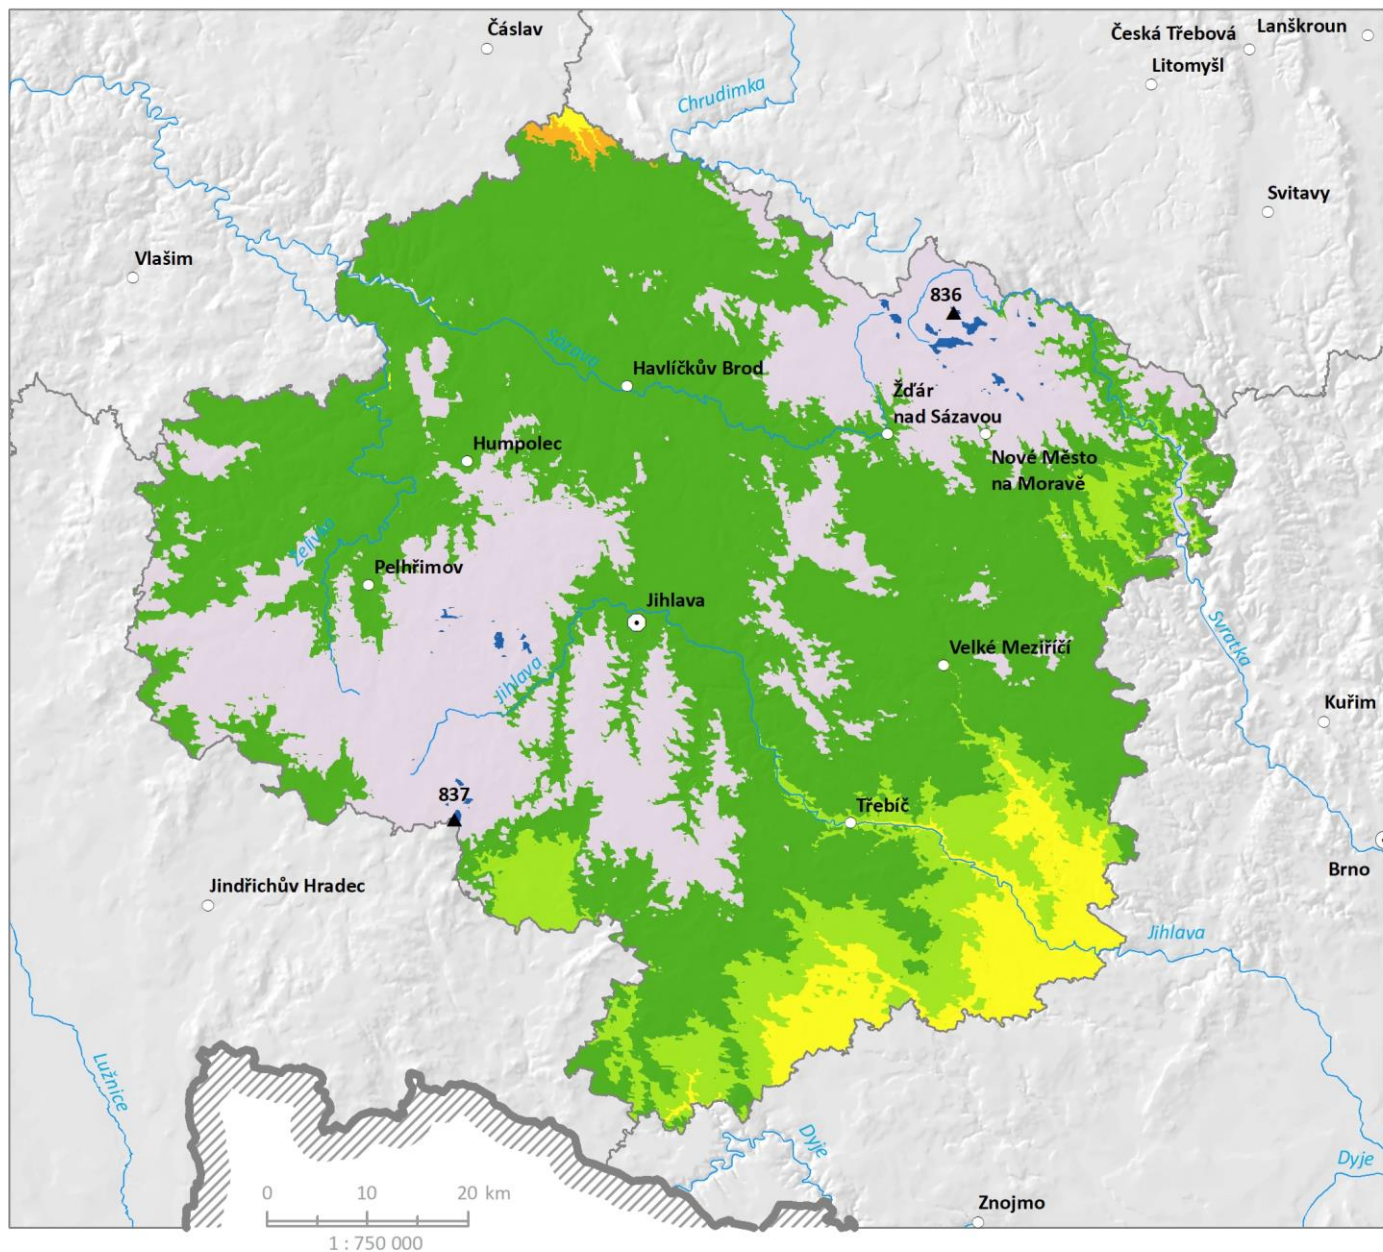 Čáslav
Česká Třebová
Lanškroun
Litomyšl
Chrudimka
Svitavy
Vlašim
836
Sázava
Havlíčkův Brod
Žďár
nad Sázavou
Humpolec
Nové Město
na Moravě
Želivka
Pelhřimov
Jihlava
Svratka
Velké Meziříčí
Jihlava
Kuřim
837
Třebíč
Brno
Jindřichův Hradec
Jihlava
Lužnice
Dyje
Dyje
0 10 20 km
Znojmo
1 : 750 000